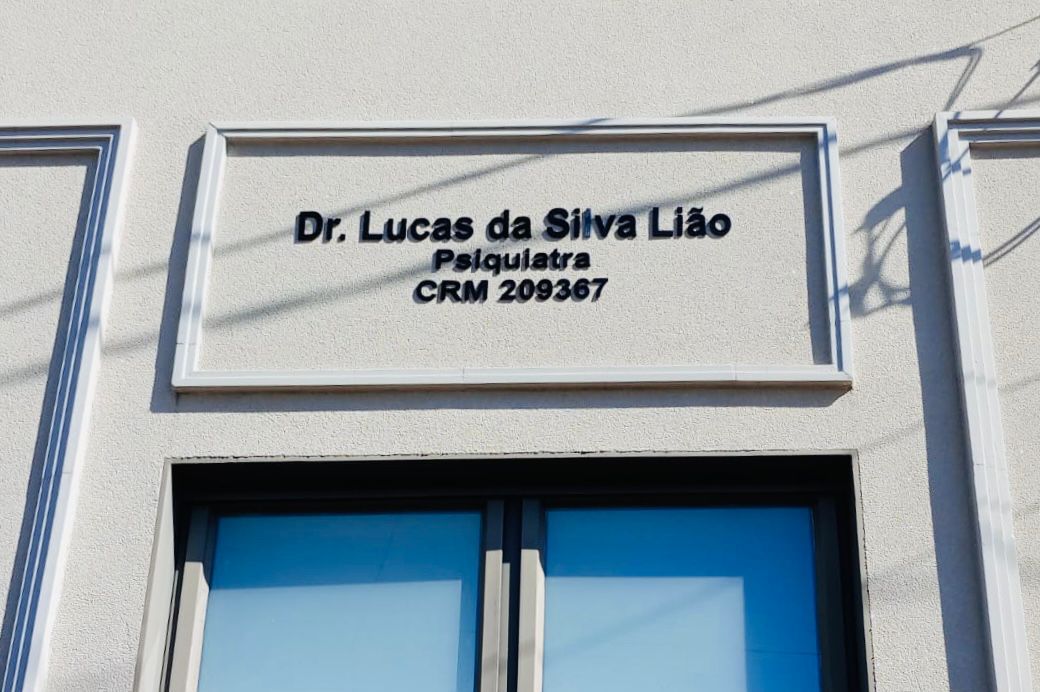 Dr. Lucas da Silva Lião
Psiquiatra
CRM 209367